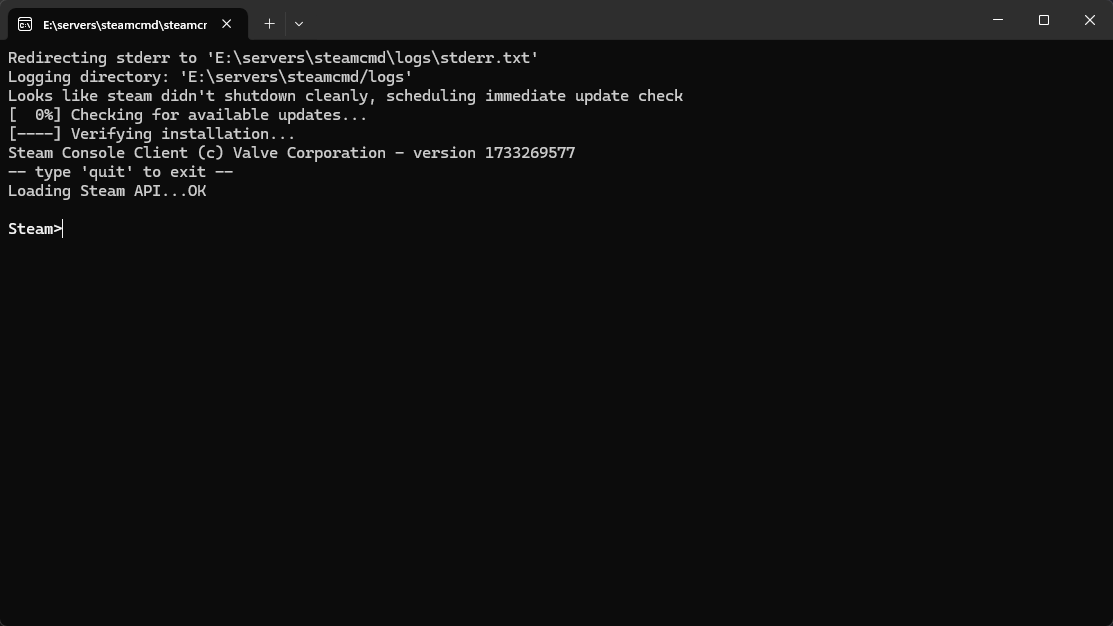 E:\servers\steamcmd\steamcr
Redirecting stderr to 'E:\servers\steamcmd\logs\stderr.txt'
Logging directory: 'E:\servers\steamcmd/logs'
Looks like steam didn't shutdown cleanly, scheduling immediate update check
[  0%] Checking for available updates...
[----] Verifying installation...
Steam Console Client (c) Valve Corporation - version 1733269577
-- type 'quit' to exit --
Loading Steam API...OK
Steam>